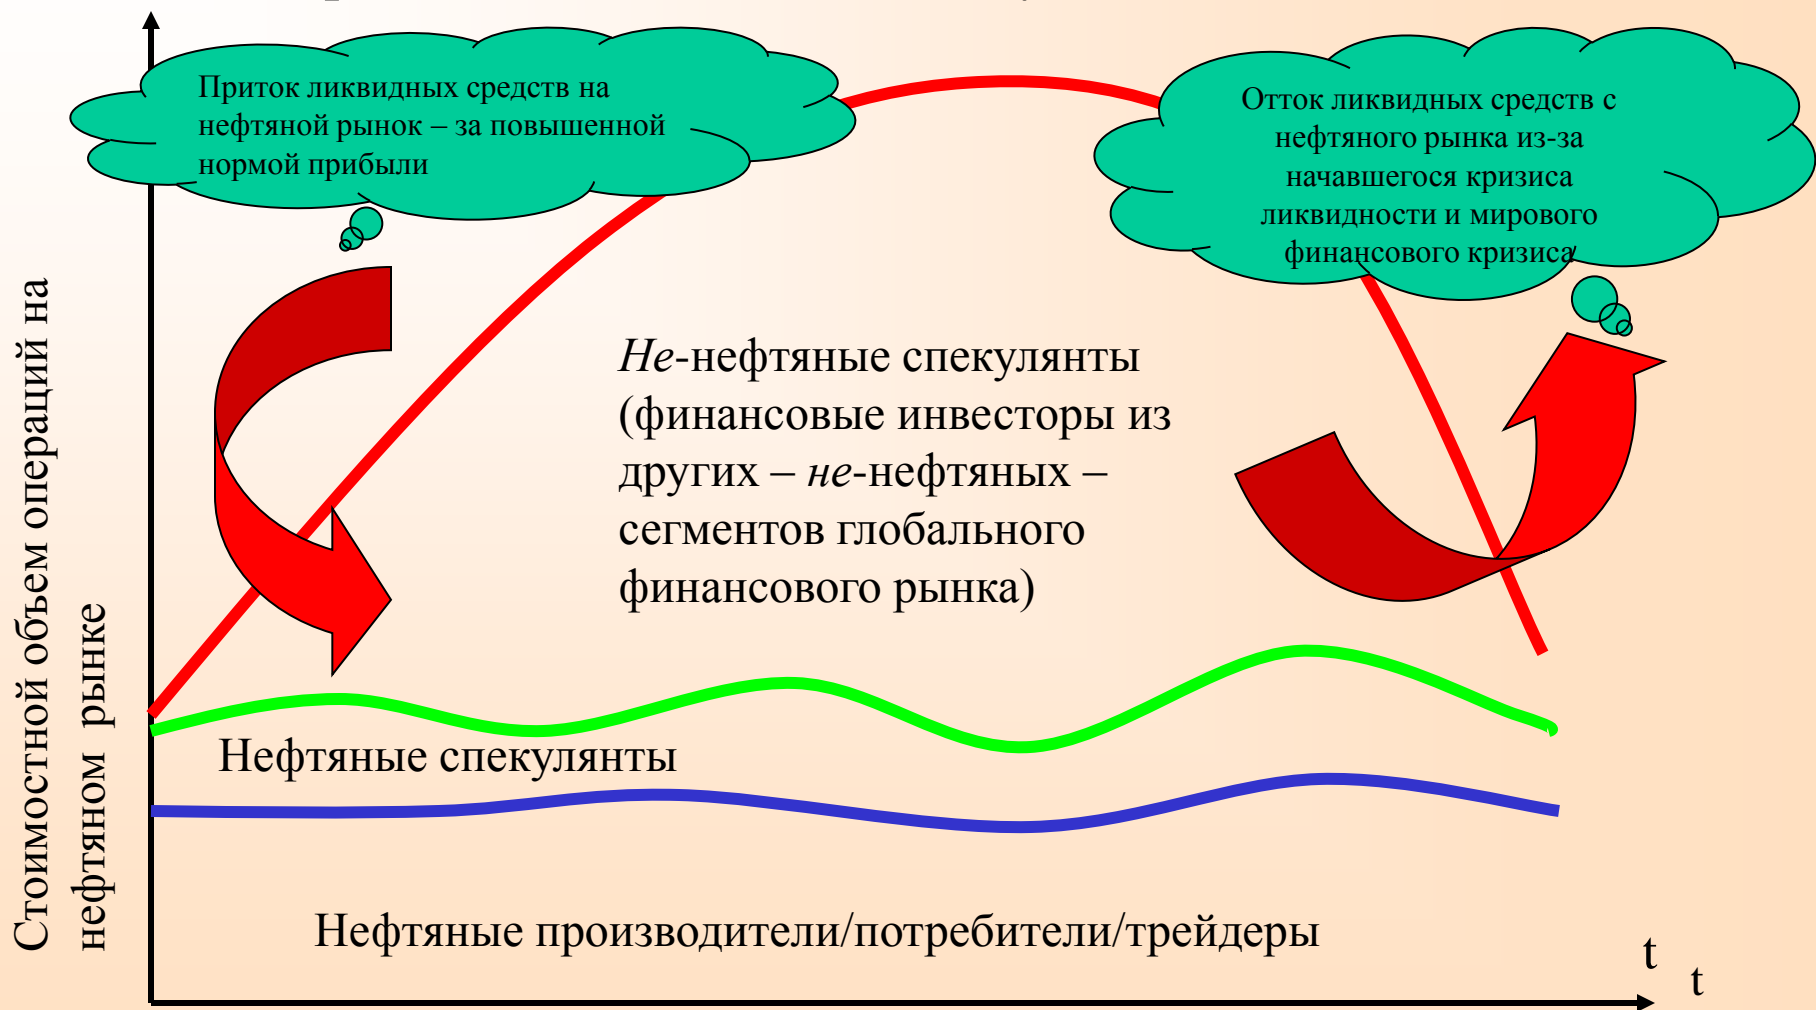 Приток ликвидных средств на
нефтяной рынок – за повышенной
нормой прибыли
Отток ликвидных средств с
нефтяного рынка из-за
начавшегося кризиса
ликвидности и мирового
финансового кризиса
Стоимостной объем операций на
нефтяном рынке
Не-нефтяные спекулянты
(финансовые инвесторы из
других – не-нефтяных –
сегментов глобального
финансового рынка)
Нефтяные спекулянты
Нефтяные производители/потребители/трейдеры
t
t